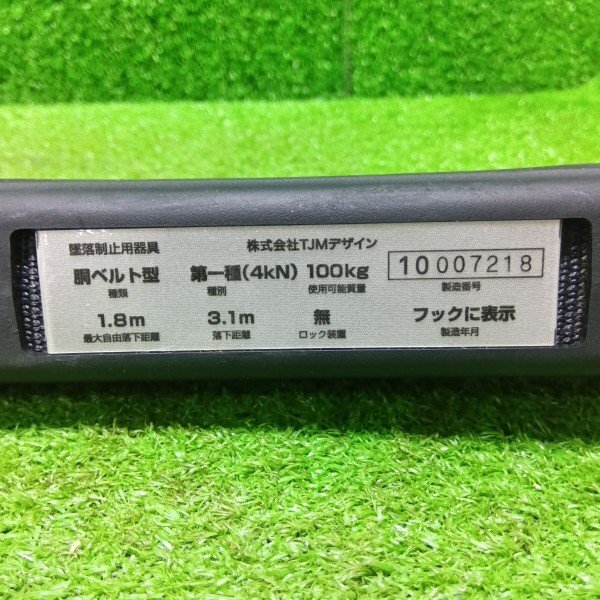 墜落制止用器具 株式会社TJMデザイン
胴ベルト型 第一種(4kN) 100kg 10007218
種類 種別 使用可能質量 製造番号
1.8m 3.1m 無 フックに表示
最大自由落下距離 落下距離 ロック装置 製造年月